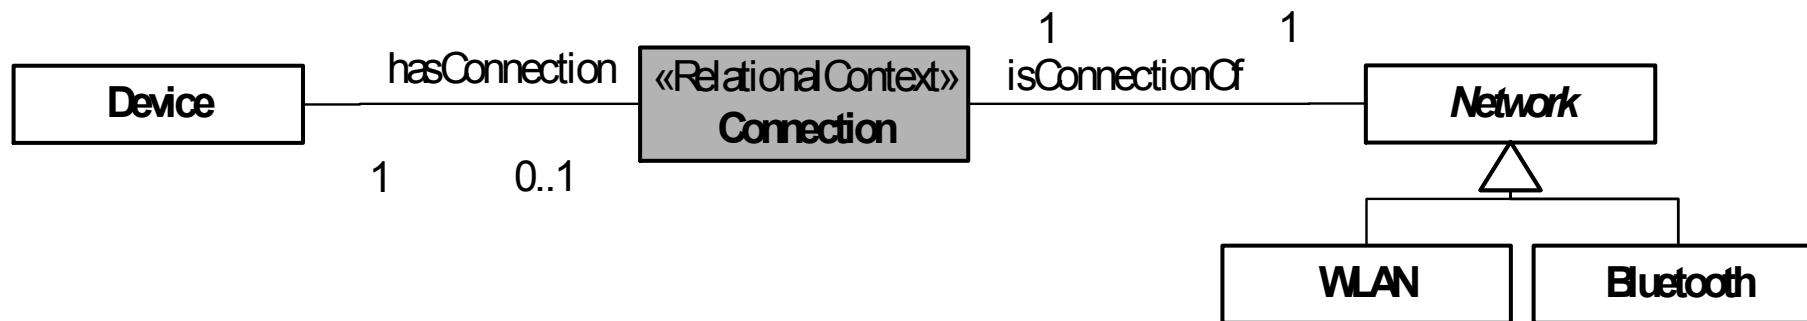 1 1
hasConnection «RelationalContext» isConnectionOf
Device Connection Network
1 0..1
WLAN Bluetooth